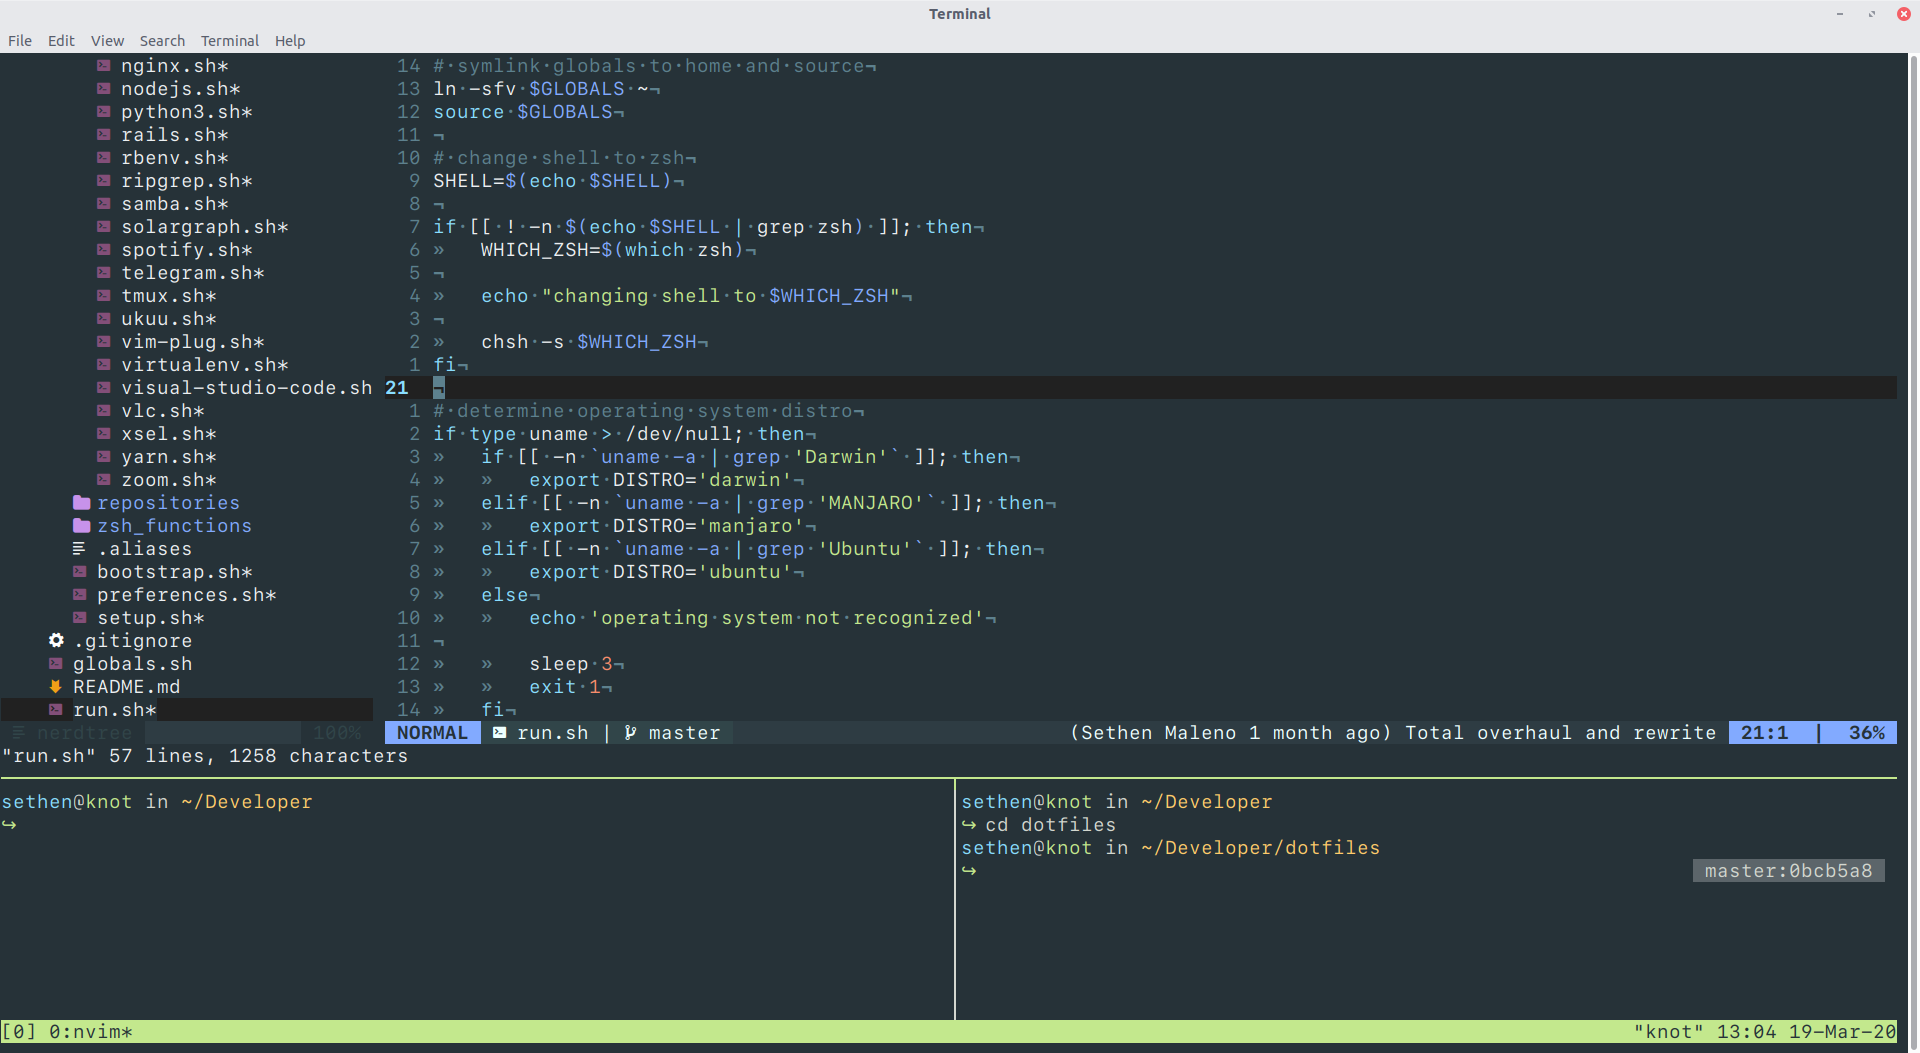 Terminal
File Edit View Search Terminal Help
nginx.sh*
nodejs.sh*
python3.sh*
rails.sh*
rbenv.sh*
ripgrep.sh*
samba.sh*
solargraph.sh*
spotify.sh*
telegram.sh*
tmux.sh*
ukuu.sh*
vim-plug.sh*
virtualenv.sh*
visual-studio-code.sh
vlc.sh*
xsel.sh*
yarn.sh*
zoom.sh*
repositories
zsh_functions
.aliases
bootstrap.sh*
preferences.sh*
setup.sh*
.gitignore
globals.sh
README.md
run.sh*
nerdtree 100%
14 #·symlink·globals·to·home·and·source¬
13 ln·-sfv·$GLOBALS·~¬
12 source·$GLOBALS¬
11 ¬
10 #·change·shell·to·zsh¬
9 SHELL=$(echo·$SHELL)¬
8 ¬
7 if·[[·!·-n·$(echo·$SHELL·|·grep·zsh)·]];·then¬
6 »   WHICH_ZSH=$(which·zsh)¬
5 ¬
4 »   echo·"changing·shell·to·$WHICH_ZSH"¬
3 ¬
2 »   chsh·-s·$WHICH_ZSH¬
1 fi¬
21 ¬
1 #·determine·operating·system·distro¬
2 if·type·uname·>·/dev/null;·then¬
3 »   if·[[·-n·`uname·-a·|·grep·'Darwin'`·]];·then¬
4 »   »   export·DISTRO='darwin'¬
5 »   elif·[[·-n·`uname·-a·|·grep·'MANJARO'`·]];·then¬
6 »   »   export·DISTRO='manjaro'¬
7 »   elif·[[·-n·`uname·-a·|·grep·'Ubuntu'`·]];·then¬
8 »   »   export·DISTRO='ubuntu'¬
9 »   else¬
10 »   »   echo·'operating·system·not·recognized'¬
11 ¬
12 »   »   sleep·3¬
13 »   »   exit·1¬
14 »   fi¬
NORMAL run.sh | master (Sethen Maleno 1 month ago) Total overhaul and rewrite 21:1 | 36%
"run.sh" 57 lines, 1258 characters
sethen@knot in ~/Developer
↪
sethen@knot in ~/Developer
↪ cd dotfiles
sethen@knot in ~/Developer/dotfiles
↪ master:0bcb5a8
[0] 0:nvim* "knot" 13:04 19-Mar-20